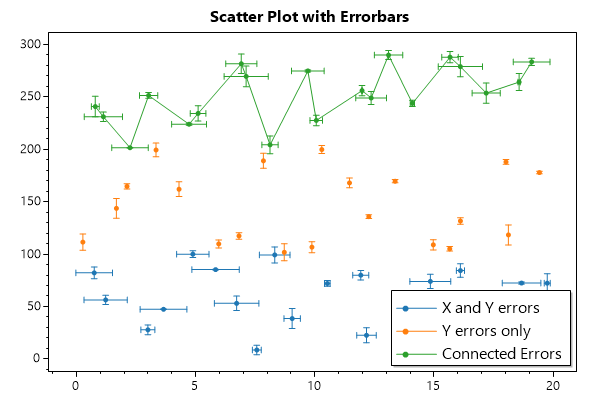 Scatter Plot with Errorbars
300
250
200
150
100
50
0
0 5 10 15 20
X and Y errors
Y errors only
Connected Errors